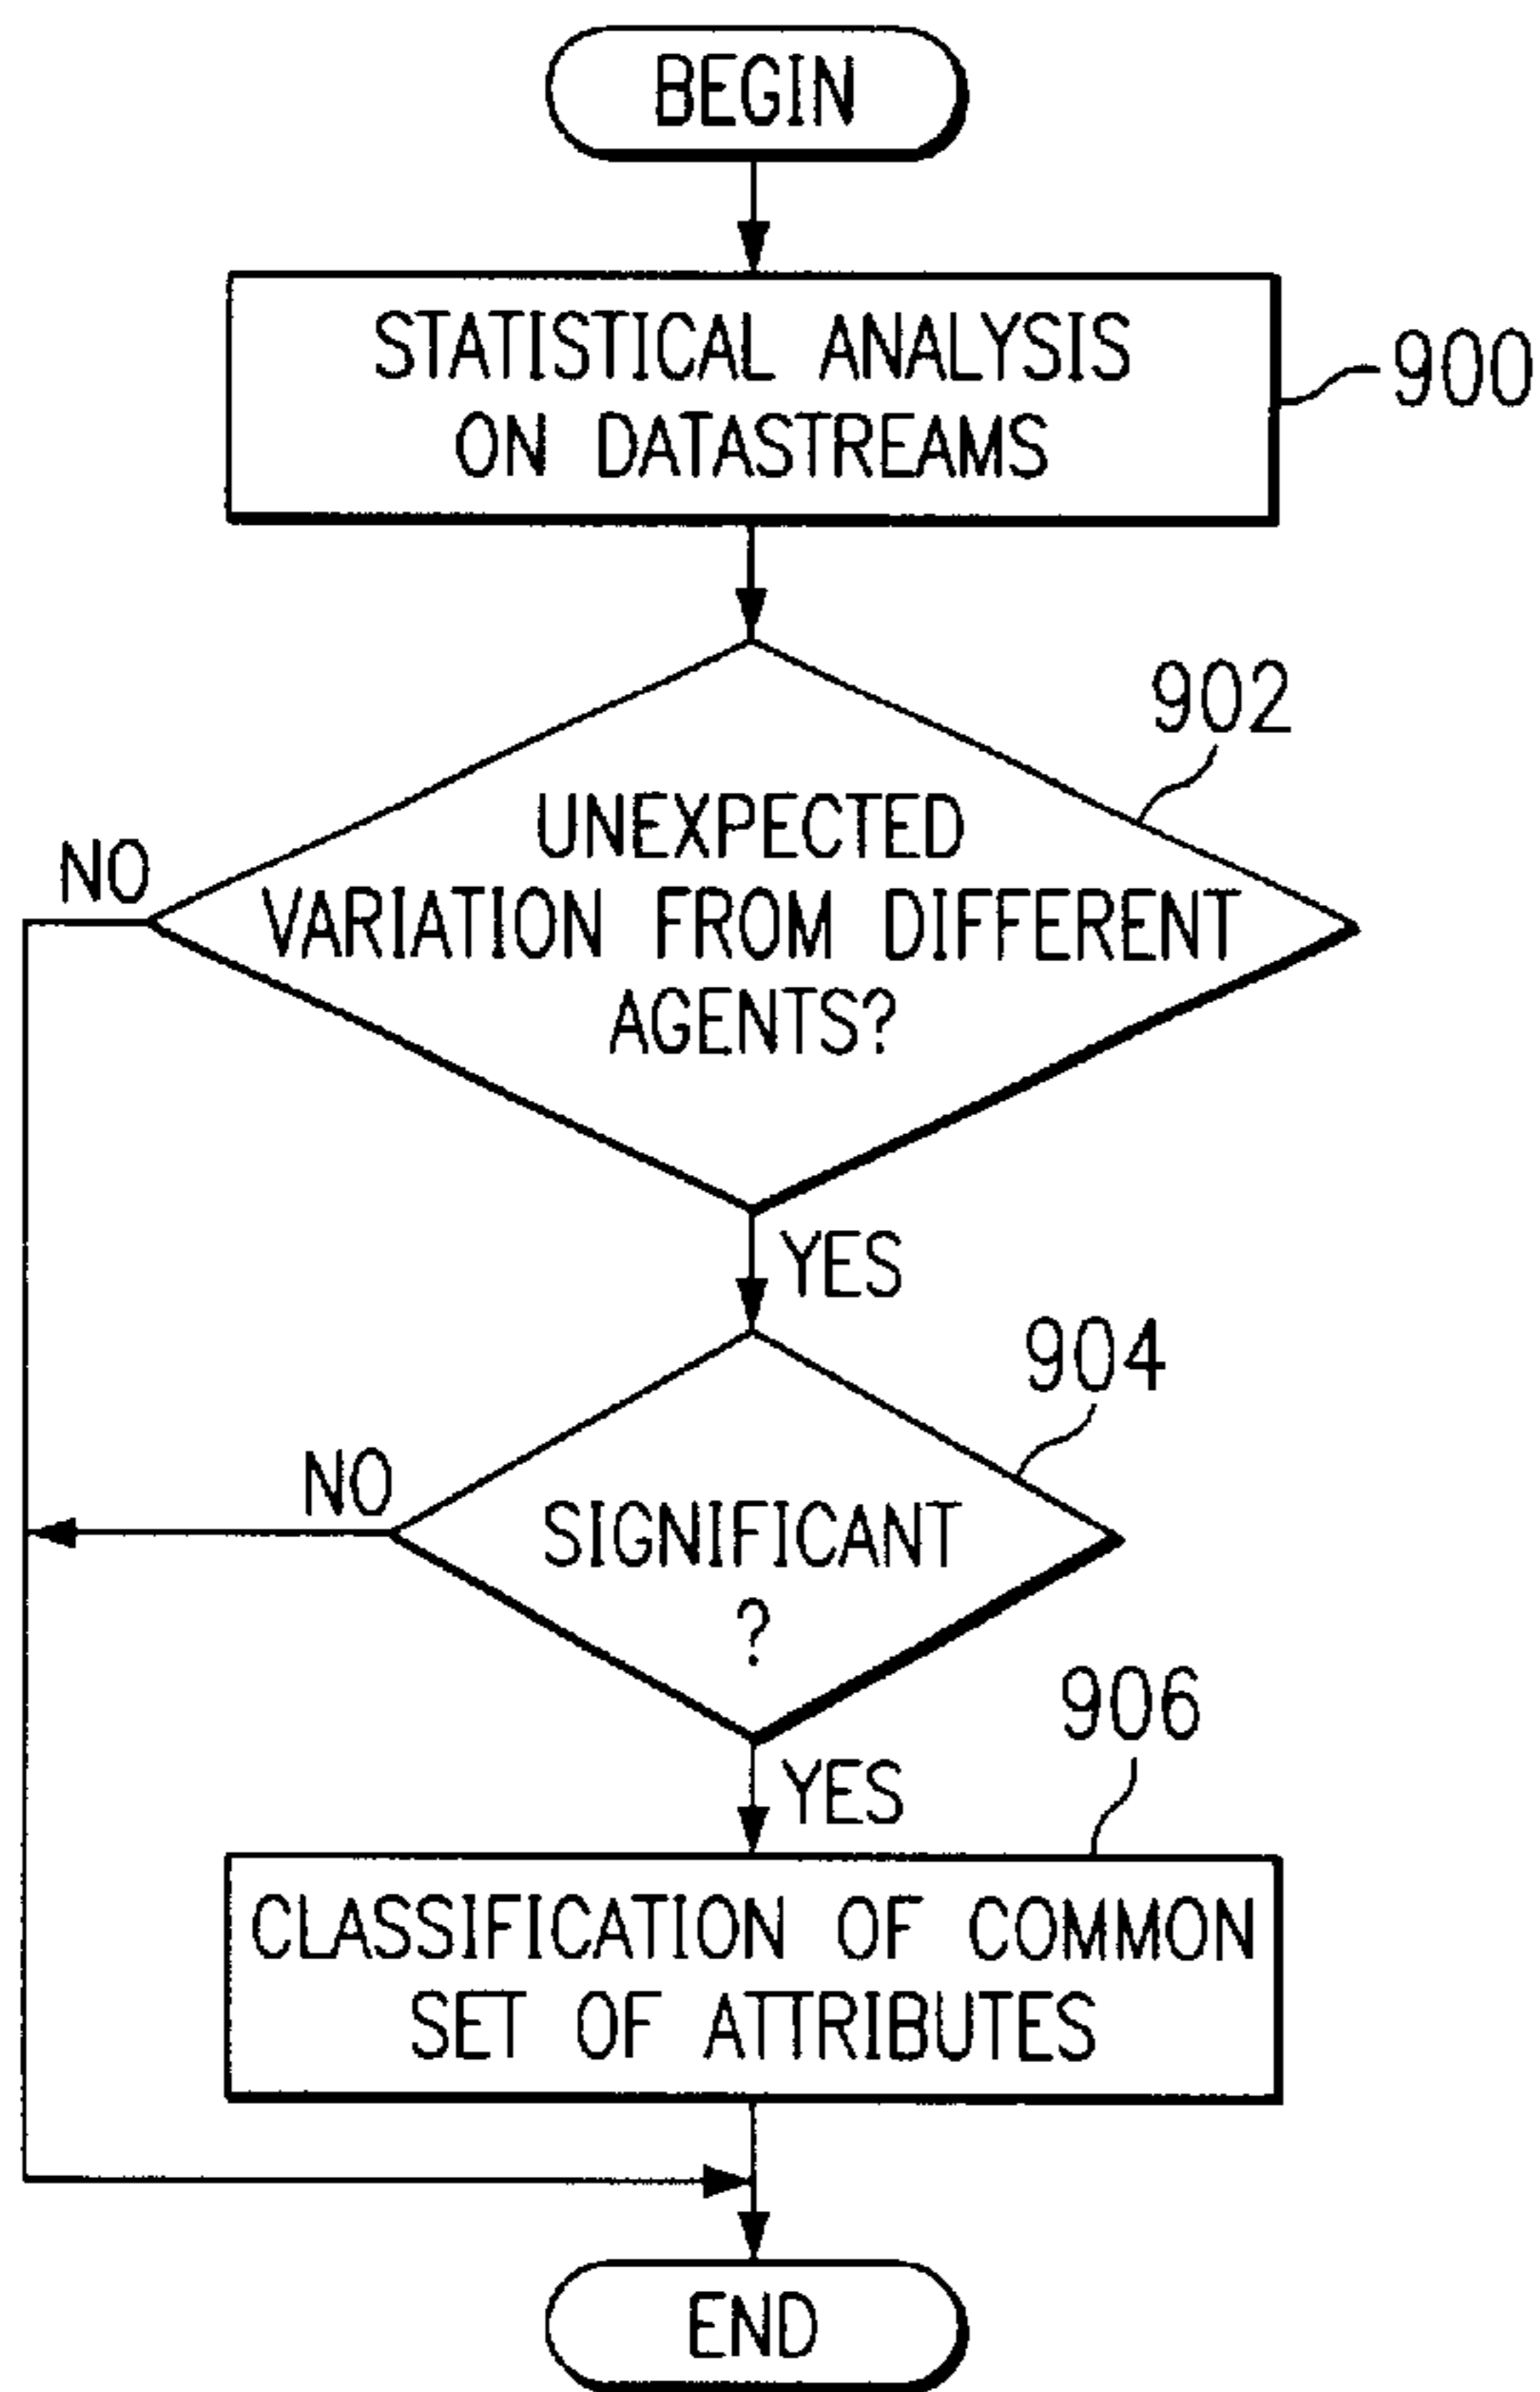 BEGIN
STATISTICAL ANALYSIS
ON DATASTREAMS
900
902
UNEXPECTED
VARIATION FROM DIFFERENT
AGENTS?
NO
YES
904
NO
SIGNIFICANT
?
YES
906
CLASSIFICATION OF COMMON
SET OF ATTRIBUTES
END